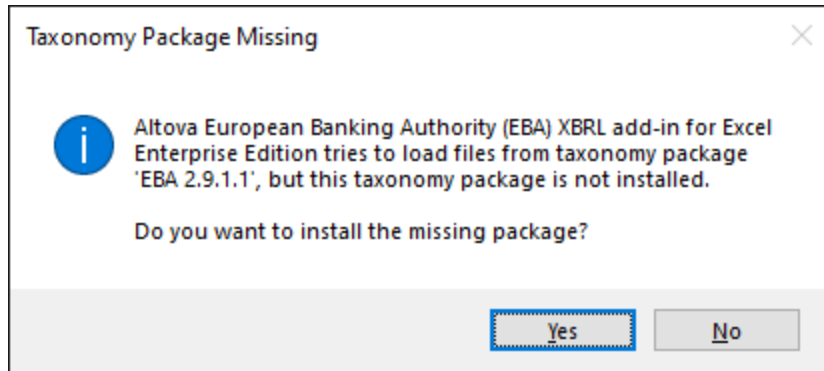 Taxonomy Package Missing
Altova European Banking Authority (EBA) XBRL add-in for Excel
Enterprise Edition tries to load files from taxonomy package
'EBA 2.9.1.1', but this taxonomy package is not installed.
Do you want to install the missing package?
Yes
No